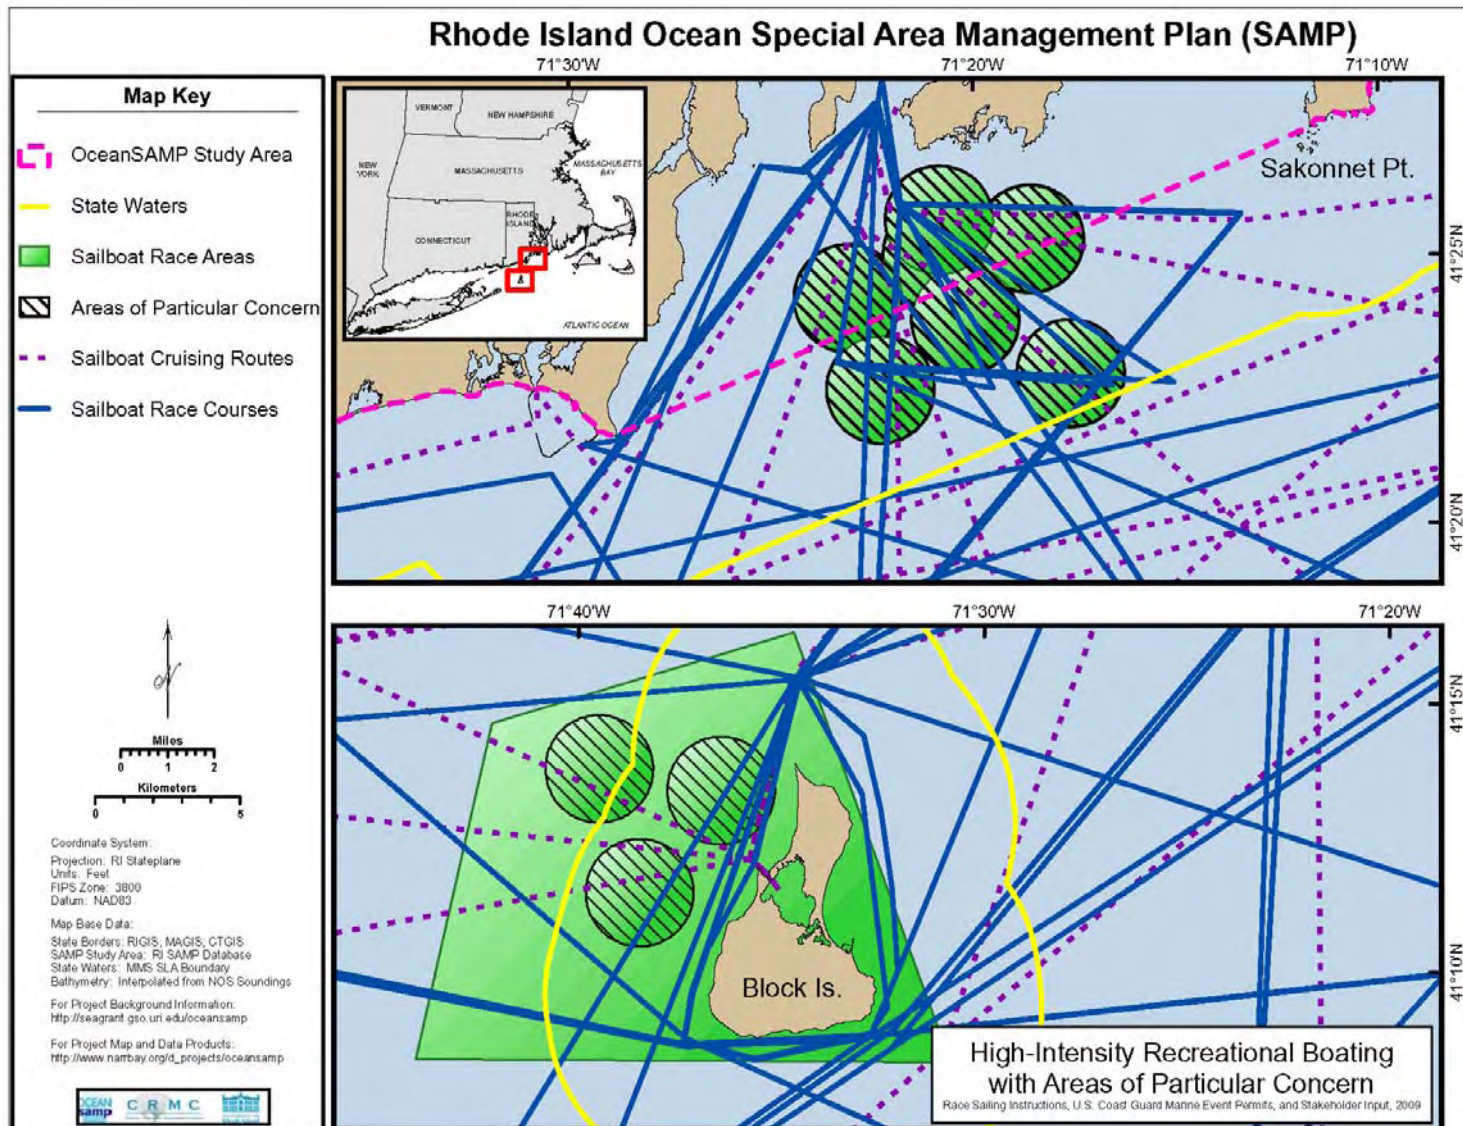 Rhode Island Ocean Special Area Management Plan (SAMP)
Map Key
OceanSAMP Study Area
State Waters
Sailboat Race Areas
Areas of Particular Concern
Sailboat Cruising Routes
Sailboat Race Courses
Miles
0 1 2
Kilometers
0 5
Coordinate System:
Projection: RI Stateplane
Units: Feet
FIPS Zone: 3800
Datum: NAD83
Map Base Data:
State Borders: RIGIS, MAGIS, CTGIS
SAMP Study Area: RI SAMP Database
State Waters: MMS SLA Boundary
Bathymetry: Interpolated from NOS Soundings
For Project Background Information:
http://seagrant.gso.uri.edu/oceansamp
For Project Map and Data Products:
http://www.narrbay.org/d_projects/oceansamp
OCEAN
samp
CRMC
71°30'W 71°20'W 71°10'W
VERMONT
NEW HAMPSHIRE
NEW
YORK
MASSACHUSETTS
MASSACHUSETTS
BAY
RHODE
ISLAND
CONNECTICUT
ATLANTIC OCEAN
Sakonnet Pt.
41°25'N
41°20'N
71°40'W 71°30'W 71°20'W
41°15'N
41°10'N
Block Is.
High-Intensity Recreational Boating
with Areas of Particular Concern
Race Sailing Instructions, U.S. Coast Guard Marine Event Permits, and Stakeholder Input, 2009